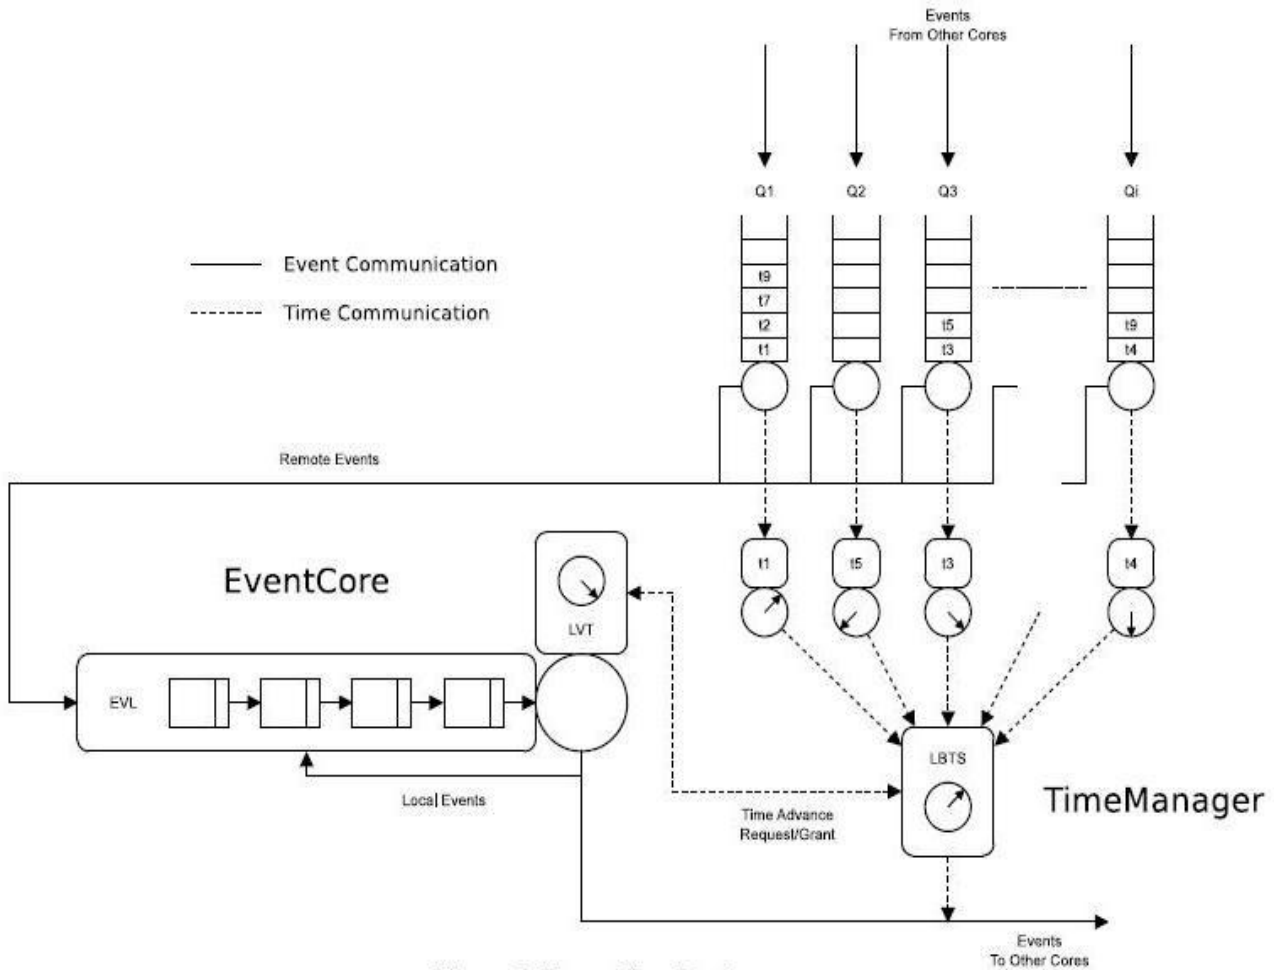 Events
From Other Cores
Q1
Q2
Q3
Qi
Event Communication
Time Communication
t9
t7
t2
t1
t5
t3
t9
t4
Remote Events
EventCore
LVT
t1
t5
t3
t4
EVL
LBTS
Local Events
Time Advance
Request/Grant
TimeManager
Events
To Other Cores